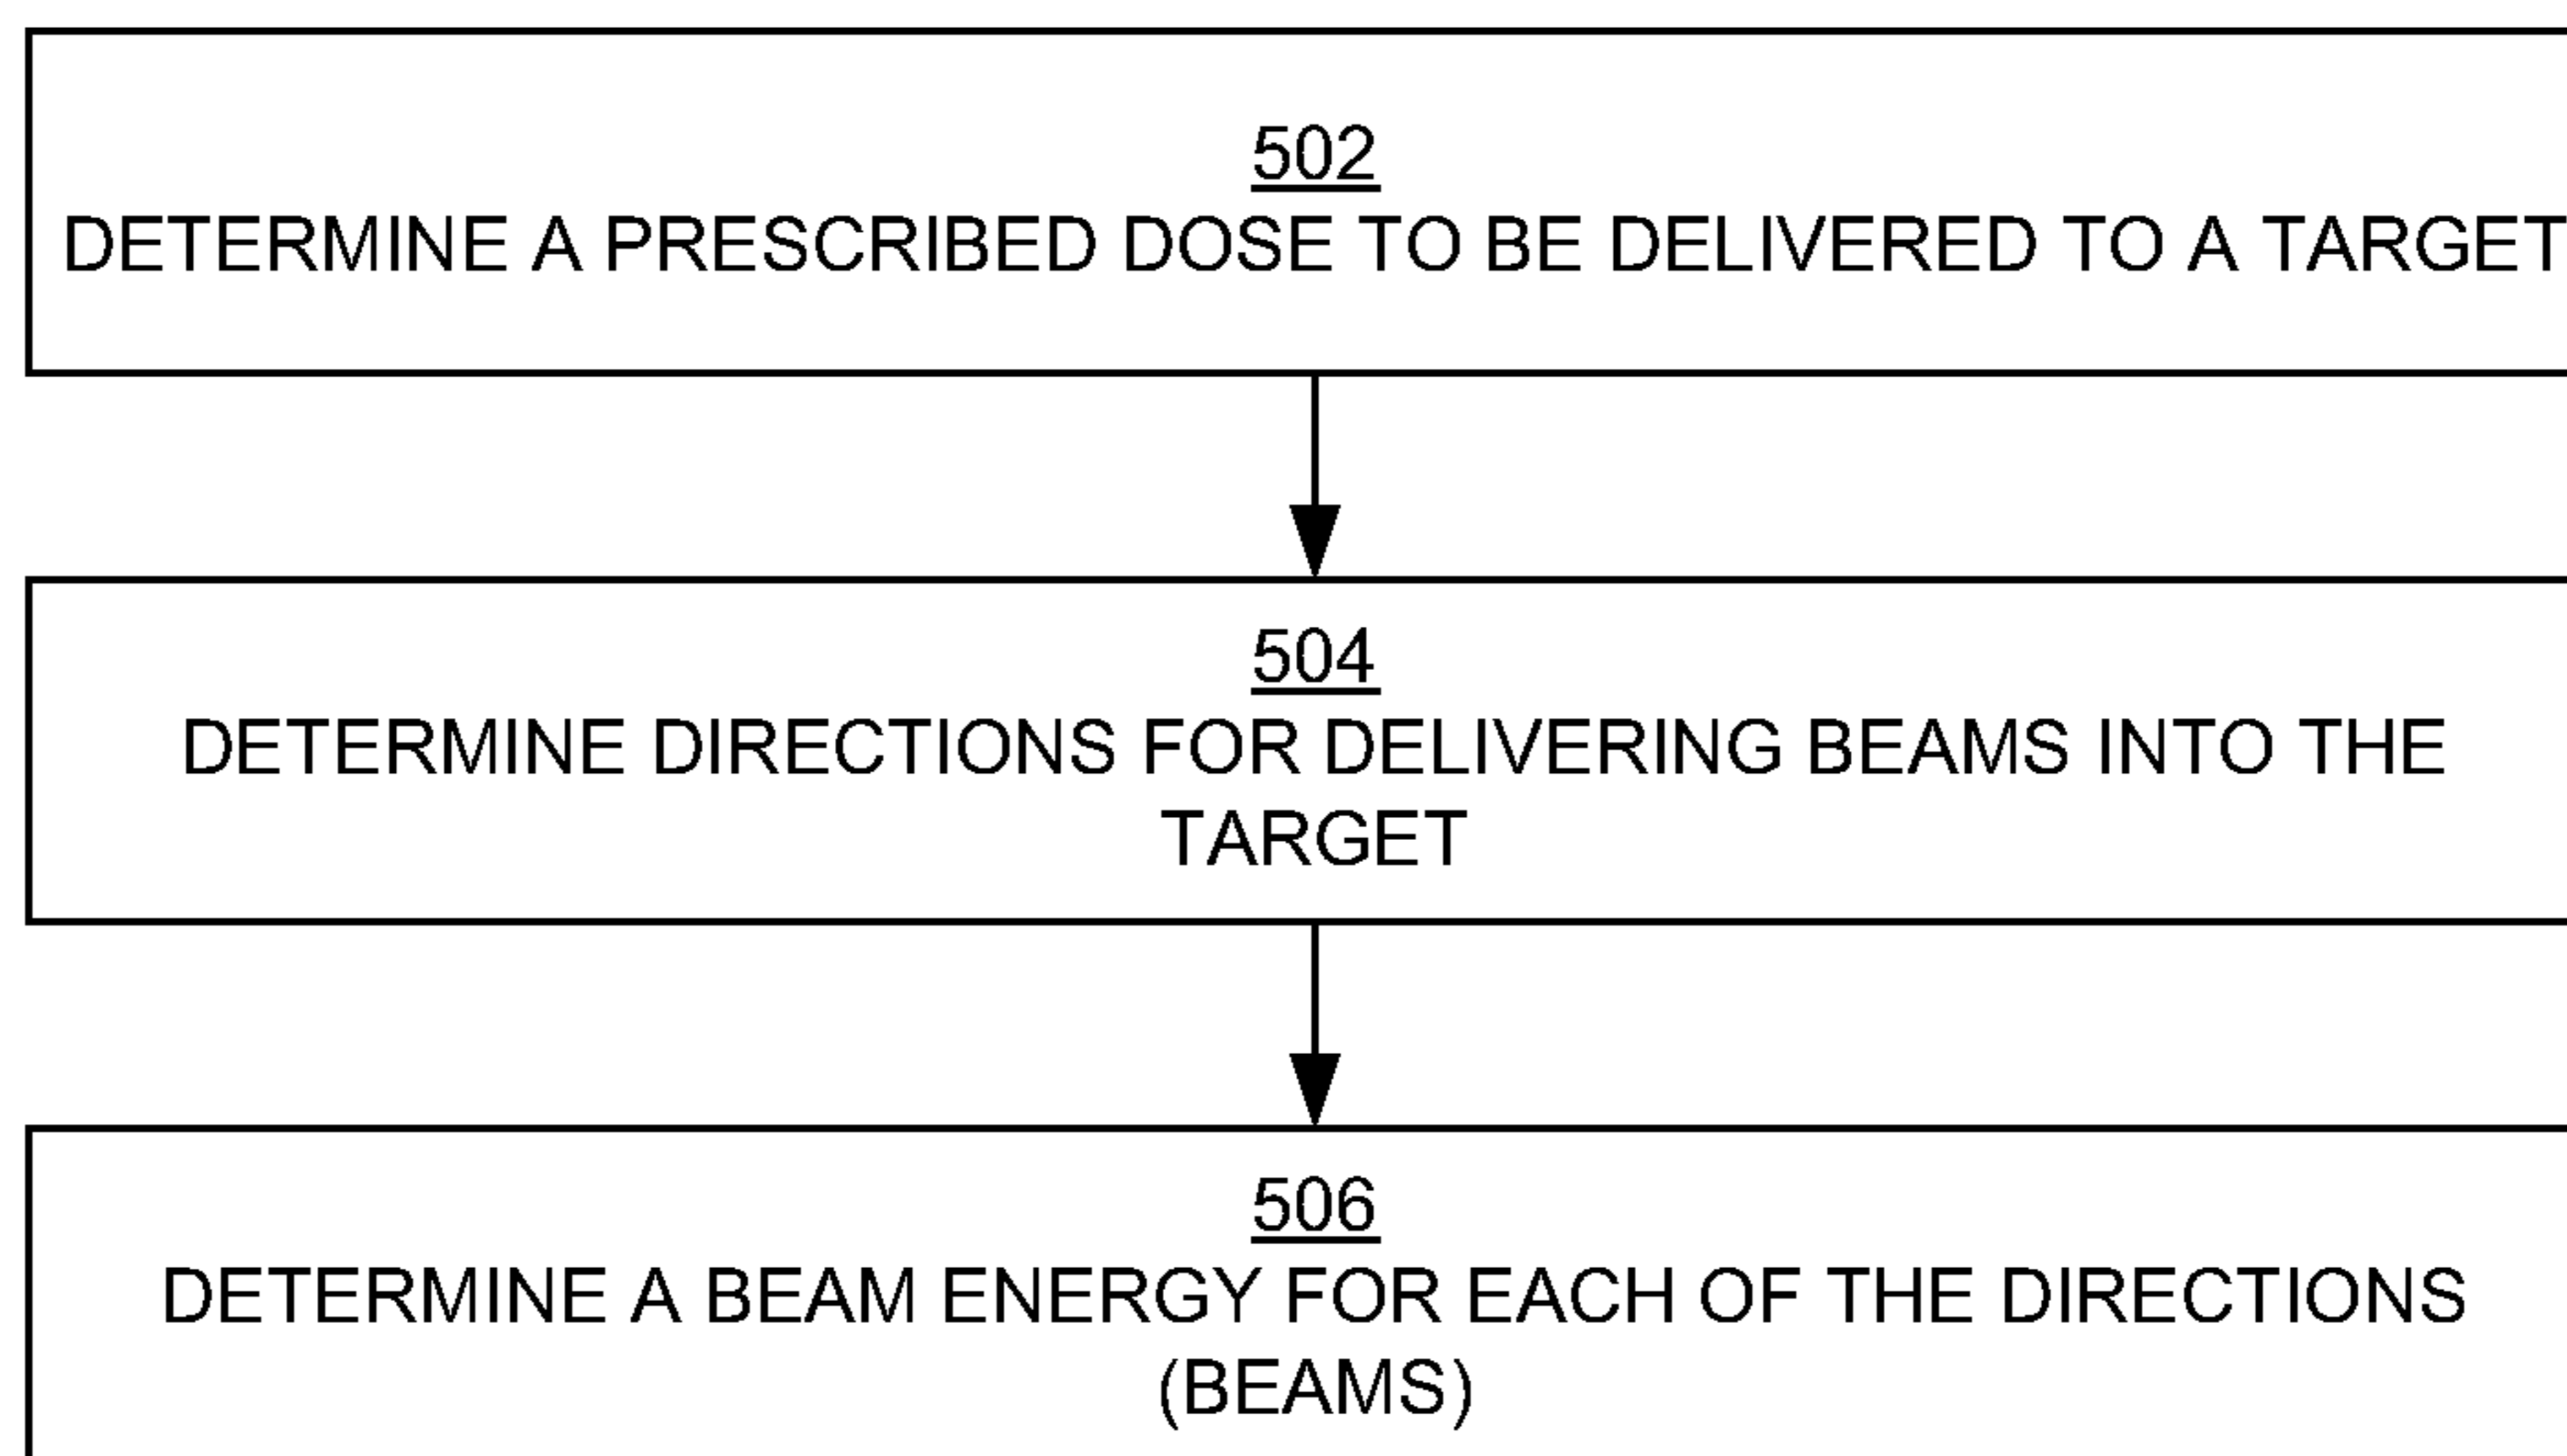 502
DETERMINE A PRESCRIBED DOSE TO BE DELIVERED TO A TARGET
504
DETERMINE DIRECTIONS FOR DELIVERING BEAMS INTO THE
TARGET
506
DETERMINE A BEAM ENERGY FOR EACH OF THE DIRECTIONS
(BEAMS)